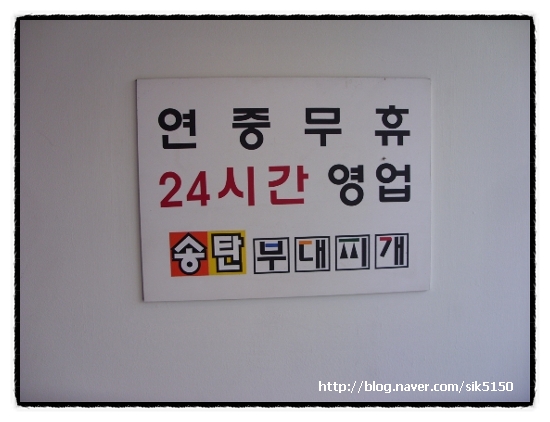 연중무휴
24시간 영업
송탄부대찌개
http://blog.naver.com/sik5150